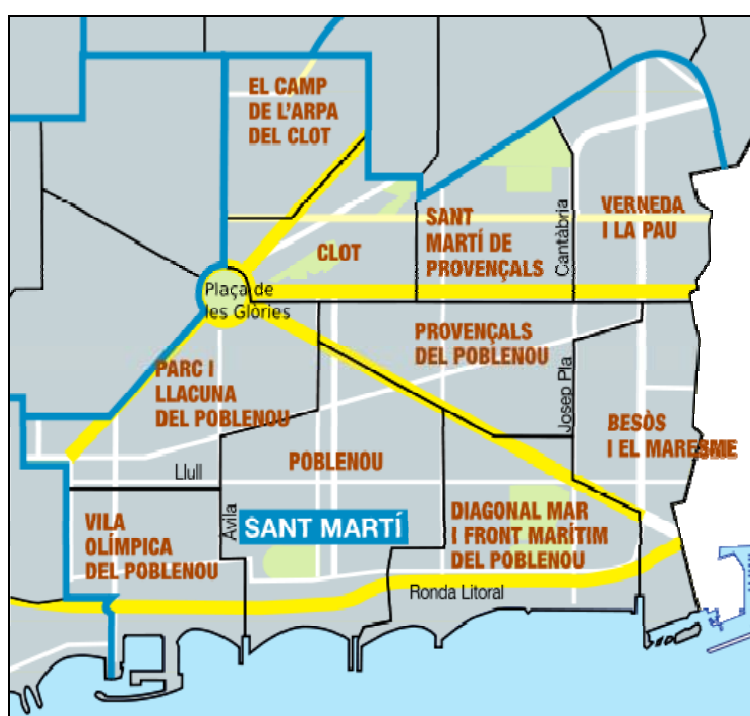 EL CAMP
DE L'ARPA
DEL CLOT
CLOT
SANT
MARTÍ DE
PROVENÇALS
Cantàbria
VERNEDA
I LA PAU
Plaça de
les Glòries
PARC I
LLACUNA
DEL POBLENOU
PROVENÇALS
DEL POBLENOU
Josep Pla
BESÒS
I EL MARESME
Llull
POBLENOU
Àvila
SANT MARTÍ
VILA
OLÍMPICA
DEL POBLENOU
DIAGONAL MAR
I FRONT MARÍTIM
DEL POBLENOU
Ronda Litoral